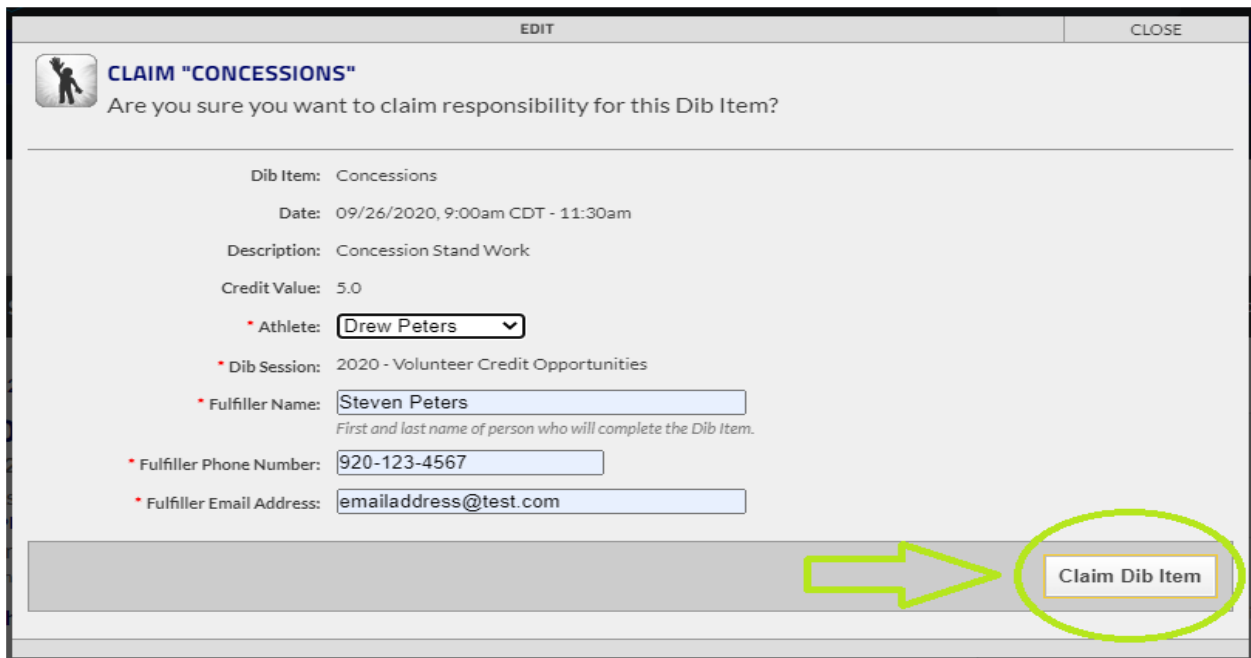 EDIT
CLOSE
CLAIM "CONCESSIONS"
Are you sure you want to claim responsibility for this Dib Item?
Dib Item: Concessions
Date: 09/26/2020, 9:00am CDT - 11:30am
Description: Concession Stand Work
Credit Value: 5.0
* Athlete: Drew Peters
* Dib Session: 2020 - Volunteer Credit Opportunities
* Fulfiller Name: Steven Peters
First and last name of person who will complete the Dib Item.
* Fulfiller Phone Number: 920-123-4567
* Fulfiller Email Address: emailaddress@test.com
Claim Dib Item